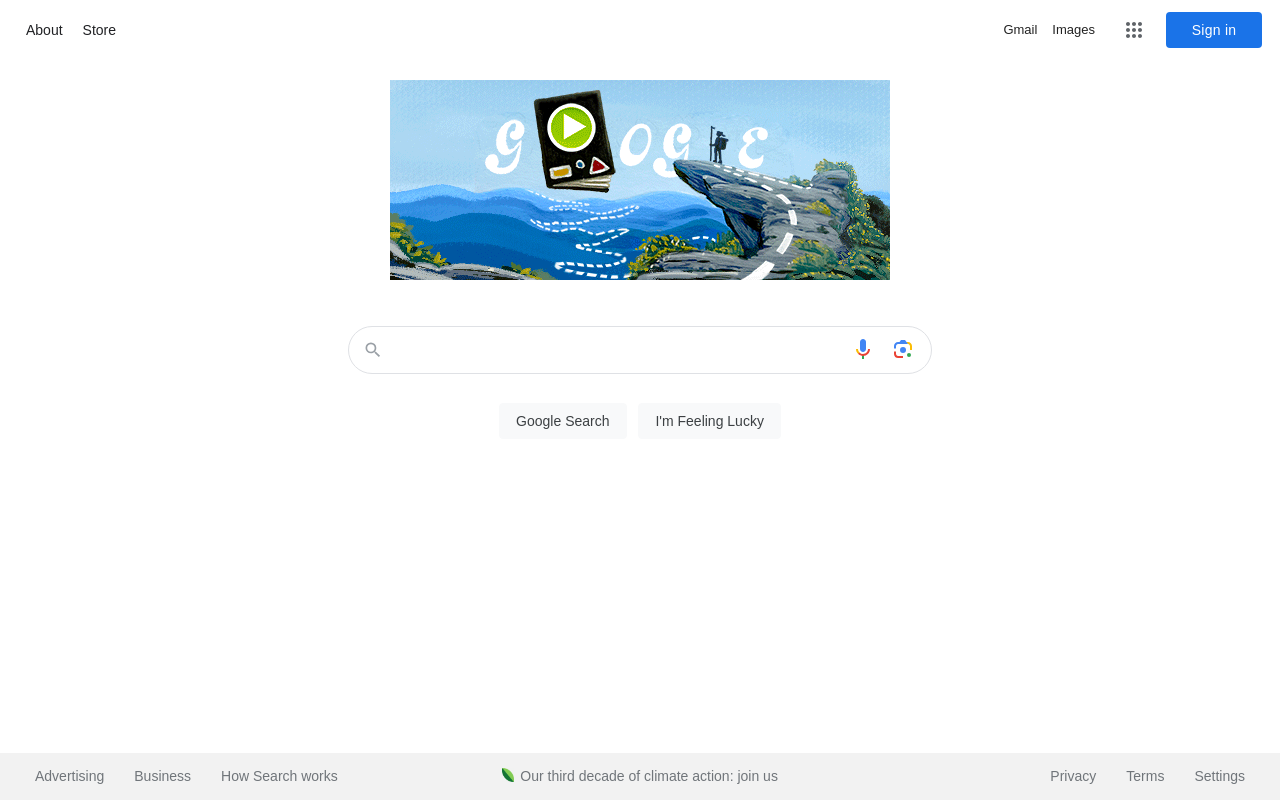 About Store
Gmail Images Sign in
G OG E
Google Search I'm Feeling Lucky
Advertising Business How Search works
Our third decade of climate action: join us
Privacy Terms Settings